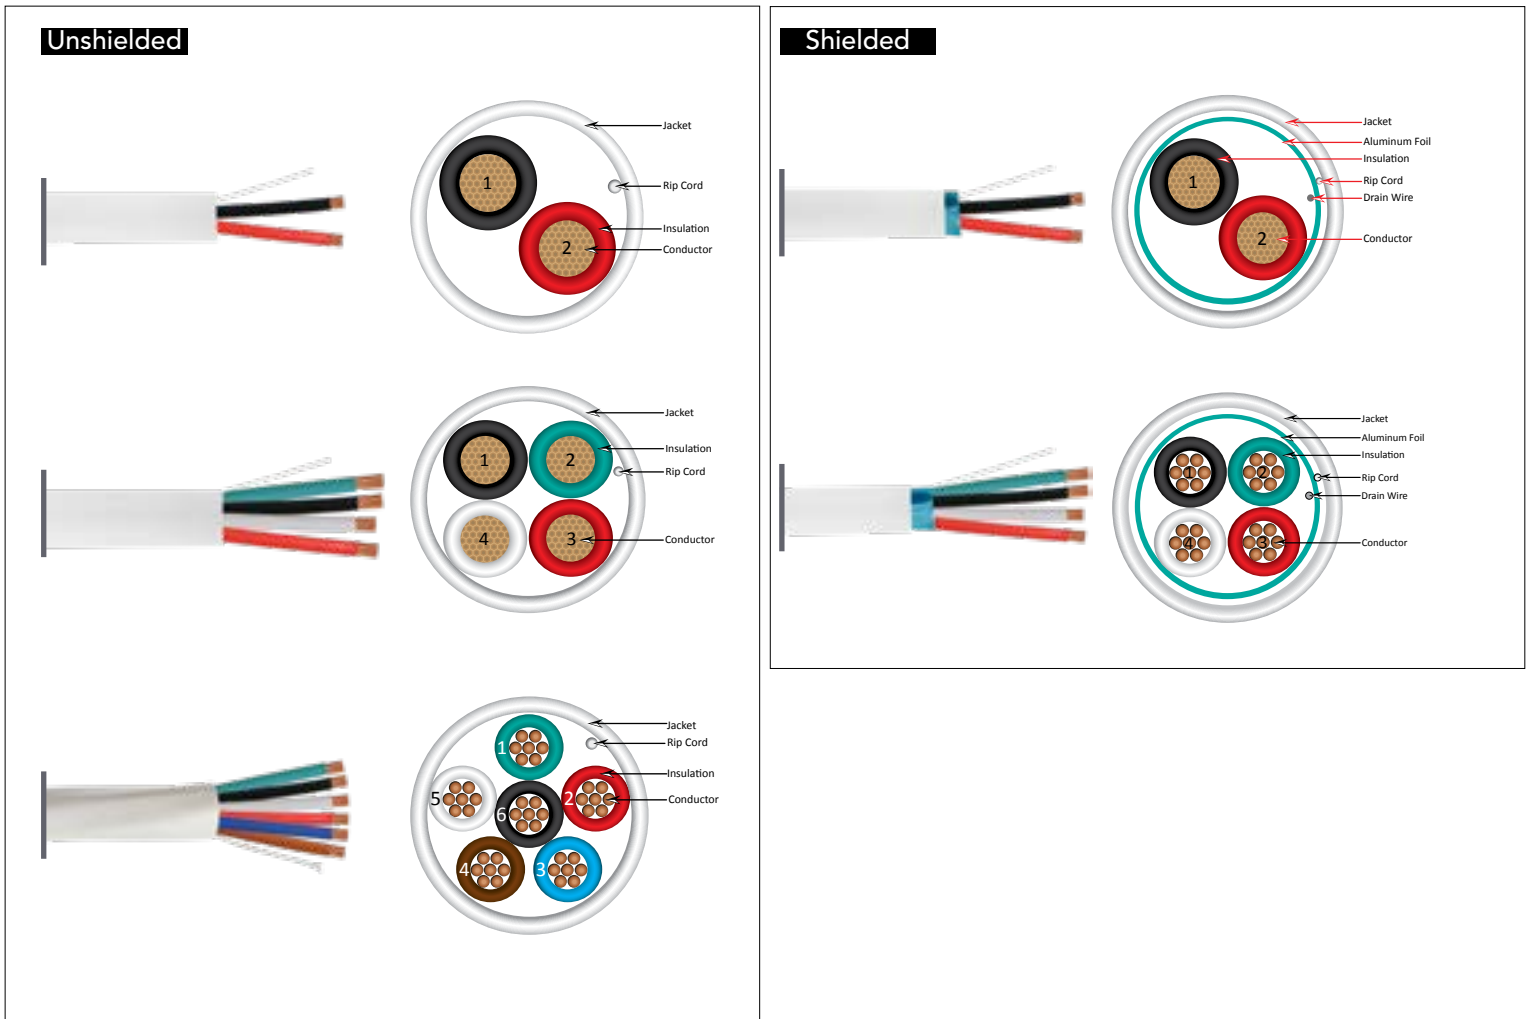 Unshielded
Jacket
1
Rip Cord
Insulation
2
Conductor
Jacket
Insulation
1
2
Rip Cord
4
3
Conductor
Jacket
Rip Cord
1
Insulation
5
2
Conductor
6
4
3
Shielded
Jacket
Aluminum Foil
Insulation
1
Rip Cord
Drain Wire
2
Conductor
Jacket
Aluminum Foil
Insulation
1
2
Rip Cord
Drain Wire
4
3
Conductor